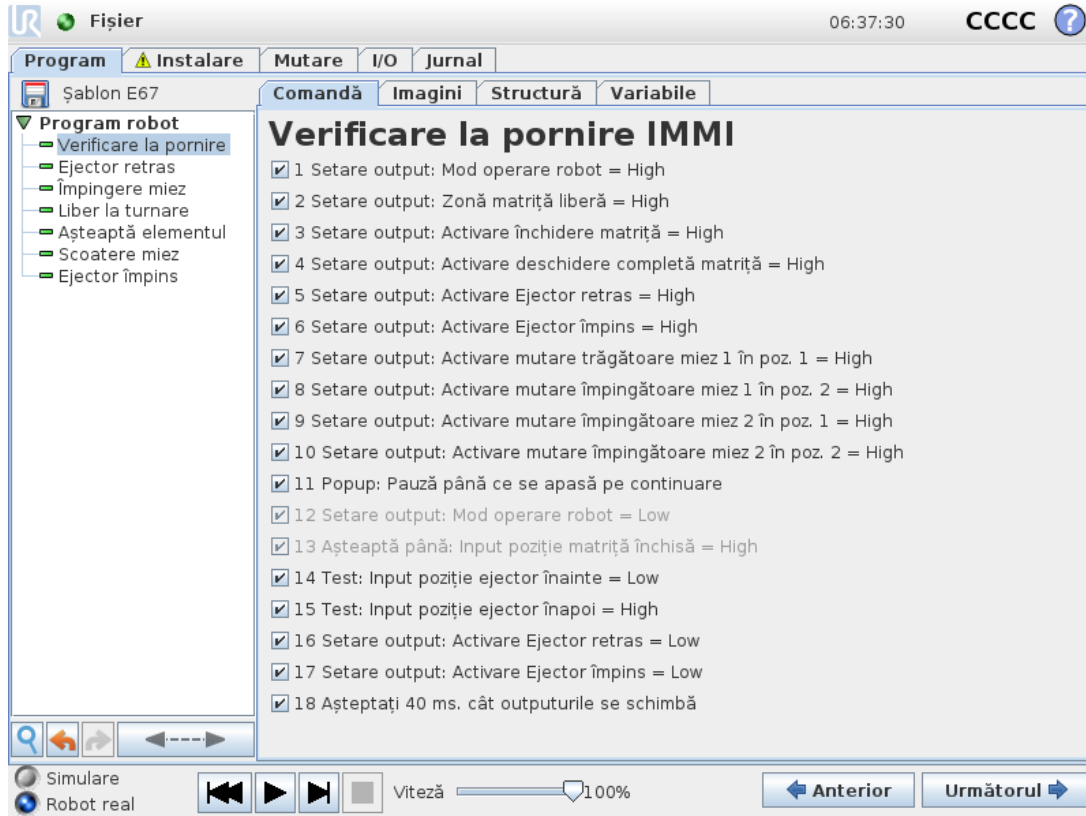 UR Fișier 06:37:30 CCCC ?
Program Instalare Mutare I/O Jurnal
Șablon E67
Comandă Imagini Structură Variabile
Program robot
Verificare la pornire
Ejector retras
Împingere miez
Liber la turnare
Așteaptă elementul
Scoatere miez
Ejector împins
Verificare la pornire IMMI
1 Setare output: Mod operare robot = High
2 Setare output: Zonă matriță liberă = High
3 Setare output: Activare închidere matriță = High
4 Setare output: Activare deschidere completă matriță = High
5 Setare output: Activare Ejector retras = High
6 Setare output: Activare Ejector împins = High
7 Setare output: Activare mutare trăgătoare miez 1 în poz. 1 = High
8 Setare output: Activare mutare împingătoare miez 1 în poz. 2 = High
9 Setare output: Activare mutare împingătoare miez 2 în poz. 1 = High
10 Setare output: Activare mutare împingătoare miez 2 în poz. 2 = High
11 Popup: Pauză până ce se apasă pe continuare
12 Setare output: Mod operare robot = Low
13 Așteaptă până: Input poziție matriță închisă = High
14 Test: Input poziție ejector înainte = Low
15 Test: Input poziție ejector înapoi = High
16 Setare output: Activare Ejector retras = Low
17 Setare output: Activare Ejector împins = Low
18 Așteptați 40 ms. cât outputurile se schimbă
Simulare
Robot real
Viteză 100%
Anterior
Următorul